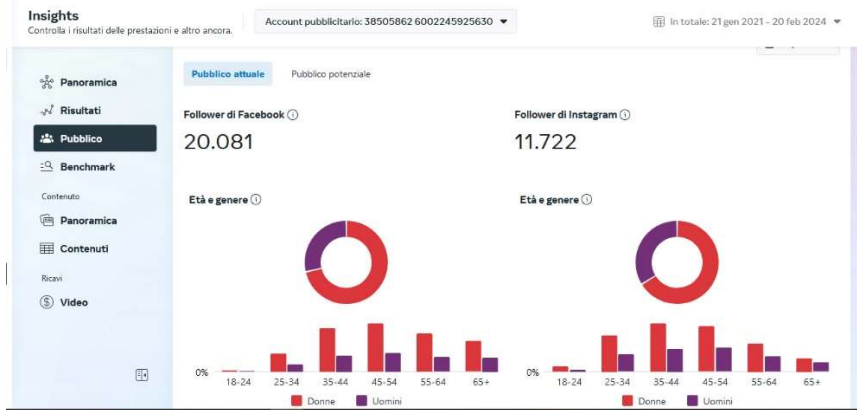 Insights
Controlla i risultati delle prestazioni e altro ancora.
Account pubblicitario: 38505862 6002245925630
In totale: 21 gen 2021 – 20 feb 2024
Panoramica
Risultati
Pubblico
Benchmark
Contenuto
Panoramica
Contenuti
Ricavi
Video
Pubblico attuale
Pubblico potenziale
Follower di Facebook
20.081
Età e genere
0%
18-24 25-34 35-44 45-54 55-64 65+
Donne Uomini
Follower di Instagram
11.722
Età e genere
0%
18-24 25-34 35-44 45-54 55-64 65+
Donne Uomini